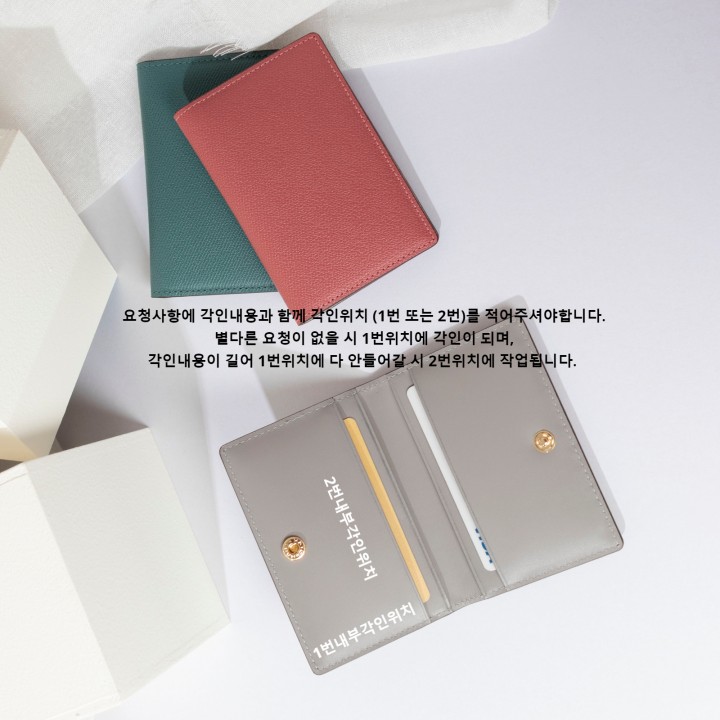 요청사항에 각인내용과 함께 각인위치 (1번 또는 2번)를 적어주셔야합니다.
별다른 요청이 없을 시 1번위치에 각인이 되며,
각인내용이 길어 1번위치에 다 안들어갈 시 2번위치에 작업됩니다.
2번내부각인위치
1번내부각인위치